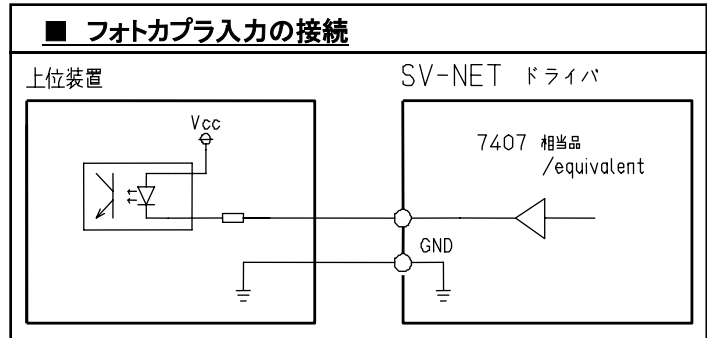 ■ フォトカプラ入力の接続
上位装置
SV-NET ドライバ
Vcc
7407 相当品
/equivalent
GND